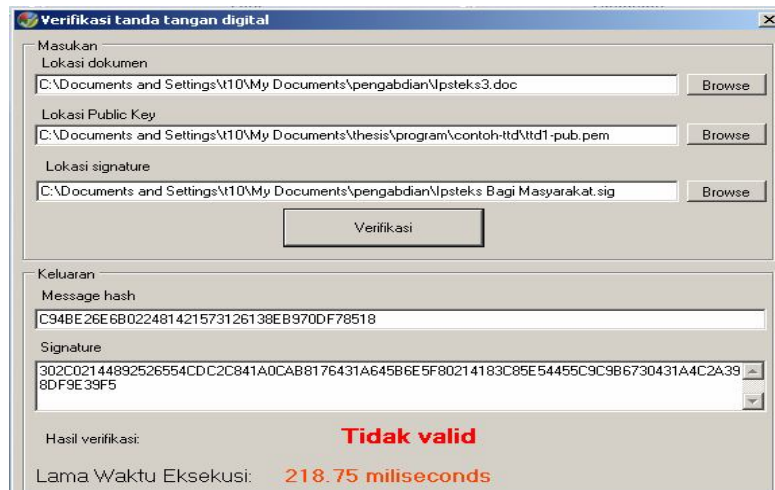 Verifikasi tanda tangan digital
Masukan
Lokasi dokumen
C:\Documents and Settings\t10\My Documents\pengabdian\Ipsteks3.doc
Browse
Lokasi Public Key
C:\Documents and Settings\t10\My Documents\thesis\program\contoh-ttd\ttd1-pub.pem
Browse
Lokasi signature
C:\Documents and Settings\t10\My Documents\pengabdian\Ipsteks Bagi Masyarakat.sig
Browse
Verifikasi
Keluaran
Message hash
C94BE26E6B022481421573126138EB970DF78518
Signature
302C02144892526554CDC2C841A0CAB8176431A645B6E5F80214183C85E54455C9C9B6730431A4C2A39
8DF9E39F5
Hasil verifikasi:
Tidak valid
Lama Waktu Eksekusi:
218.75 miliseconds